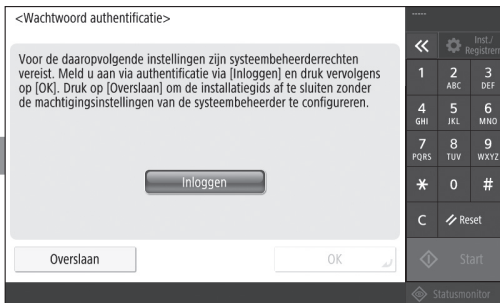 <Wachtwoord authentificatie>
Voor de daaropvolgende instellingen zijn systeembeheerderrechten
vereist. Meld u aan via authentificatie via [Inloggen] en druk vervolgens
op [OK]. Druk op [Overslaan] om de installatiegids af te sluiten zonder
de machtigingsinstellingen van de systeembeheerder te configureren.
Inloggen
Overslaan
OK
-----
Inst./
Registrern
1 2 3
ABC DEF
4 5 6
GHI JKL MNO
7 8 9
PQRS TUV WXYZ
* 0 #
C Reset
Start
Statusmonitor